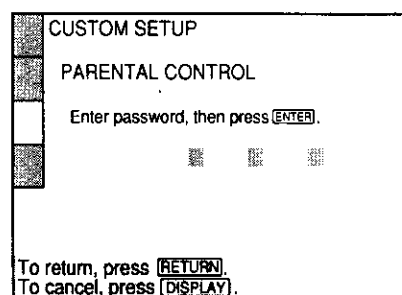 CUSTOM SETUP
PARENTAL CONTROL
Enter password, then press ENTER.
To return, press RETURN.
To cancel, press DISPLAY.